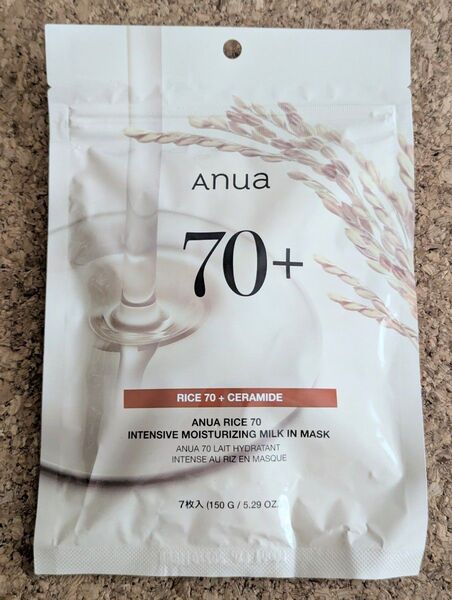 Anua
70+
RICE 70 + CERAMIDE
ANUA RICE 70
INTENSIVE MOISTURIZING MILK IN MASK
ANUA 70 LAIT HYDRATANT
INTENSE AU RIZ EN MASQUE
7枚入 (150 G / 5.29 OZ.)